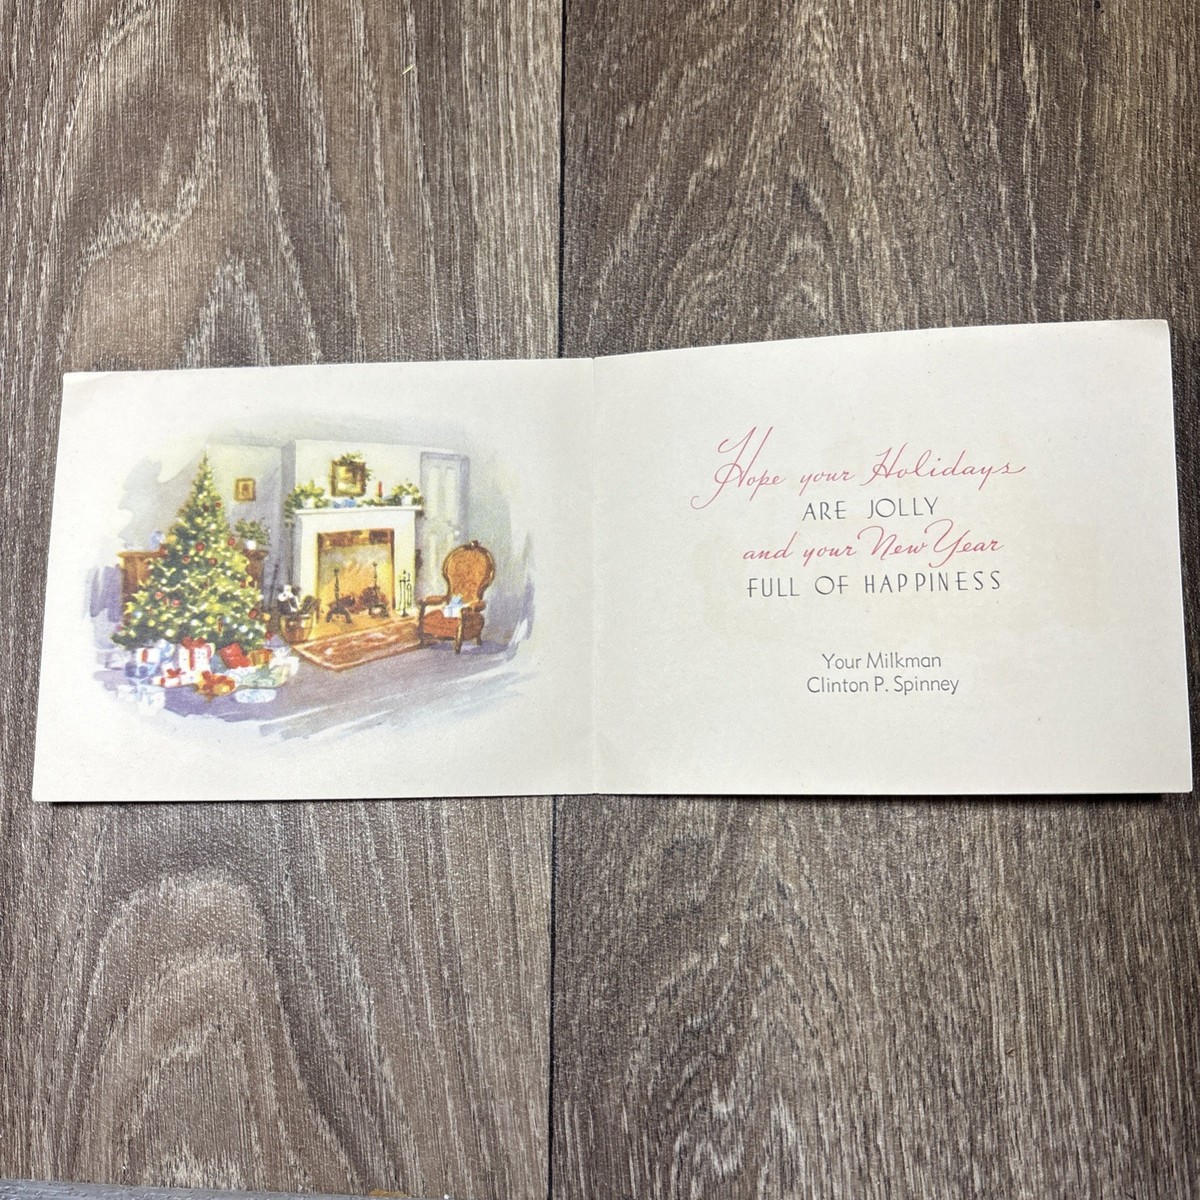 Hope your Holidays
ARE JOLLY
and your New Year
FULL OF HAPPINESS
Your Milkman
Clinton P. Spinney